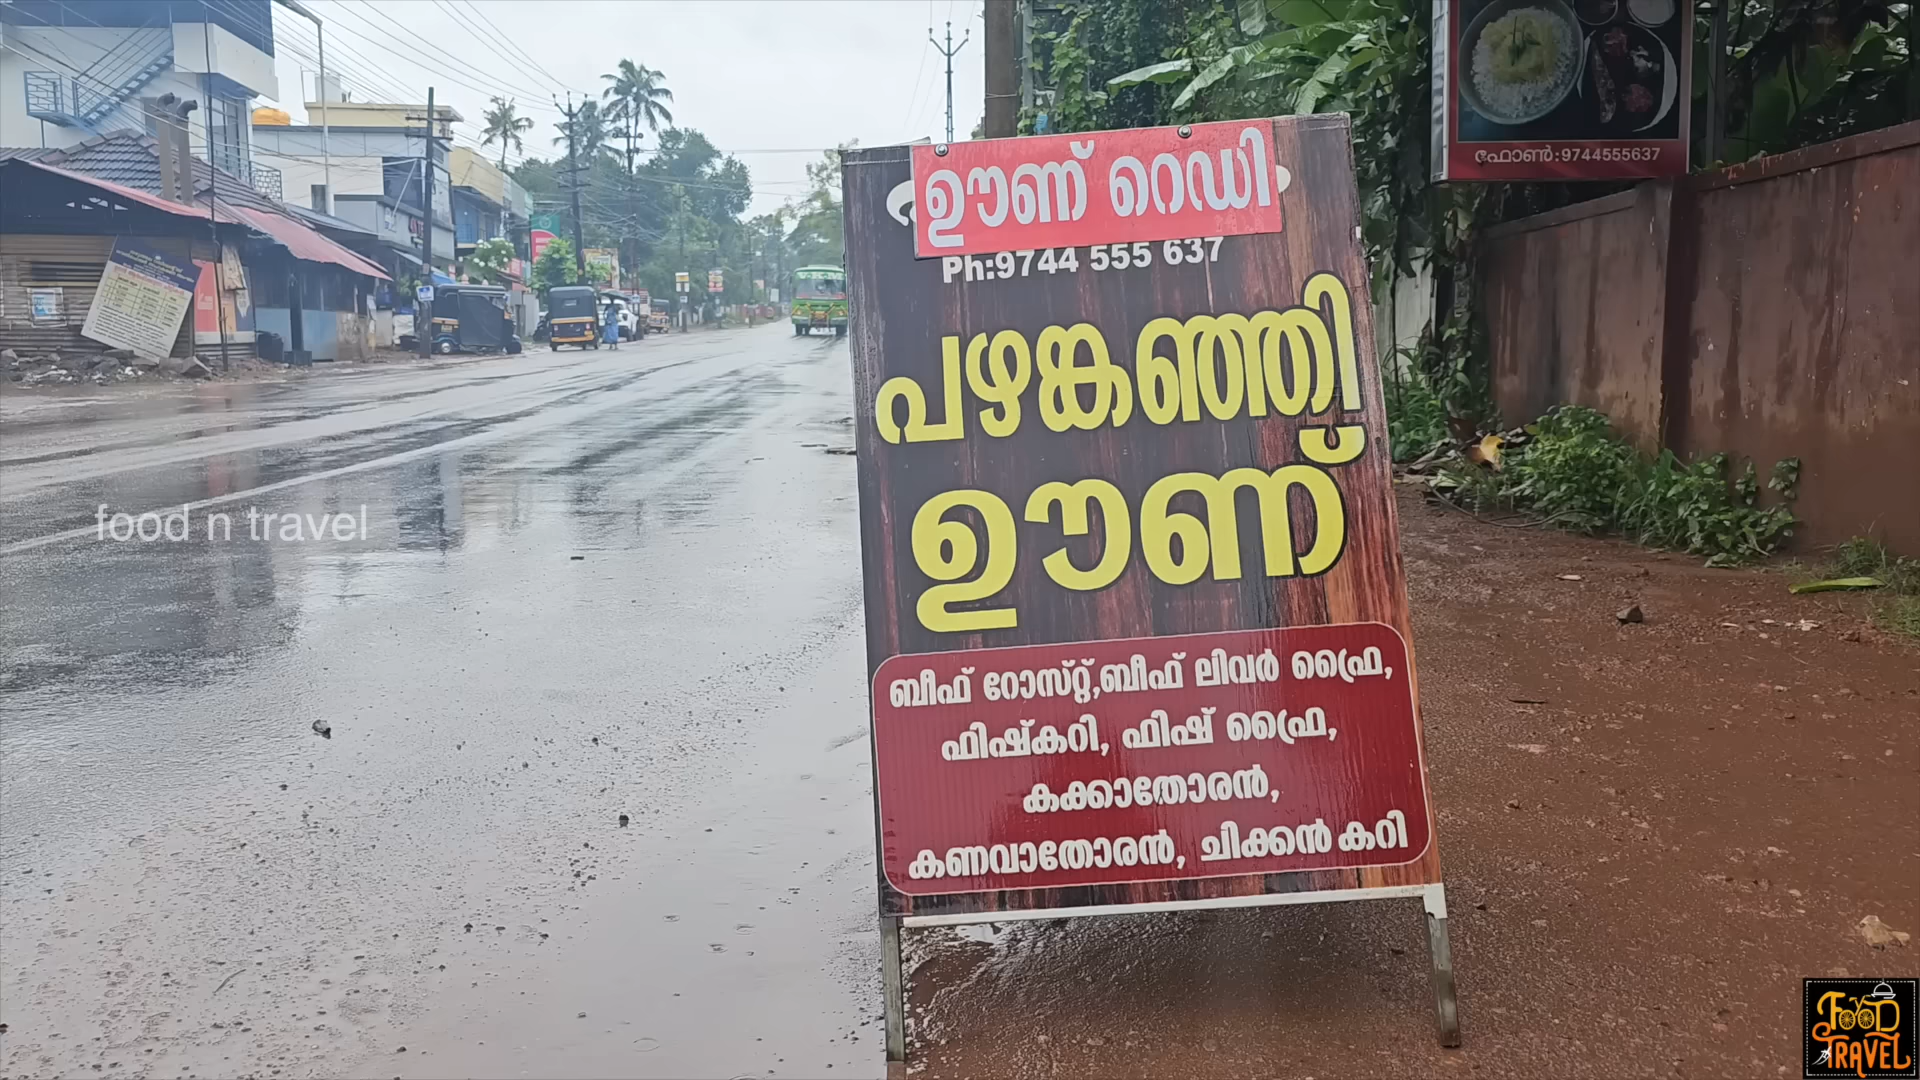 ഊണ് റെഡി
Ph:9744 555 637
പഴങ്കഞ്ഞി
ഊണ്
ബീഫ് റോസ്റ്റ്,ബീഫ് ലിവർ ഫ്രൈ,
ഫിഷ്കറി, ഫിഷ് ഫ്രൈ,
കക്കാതോരൻ,
കണവാതോരൻ, ചിക്കൻ കറി
ഫോൺ:9744555637
food n travel
FOOD
TRAVEL